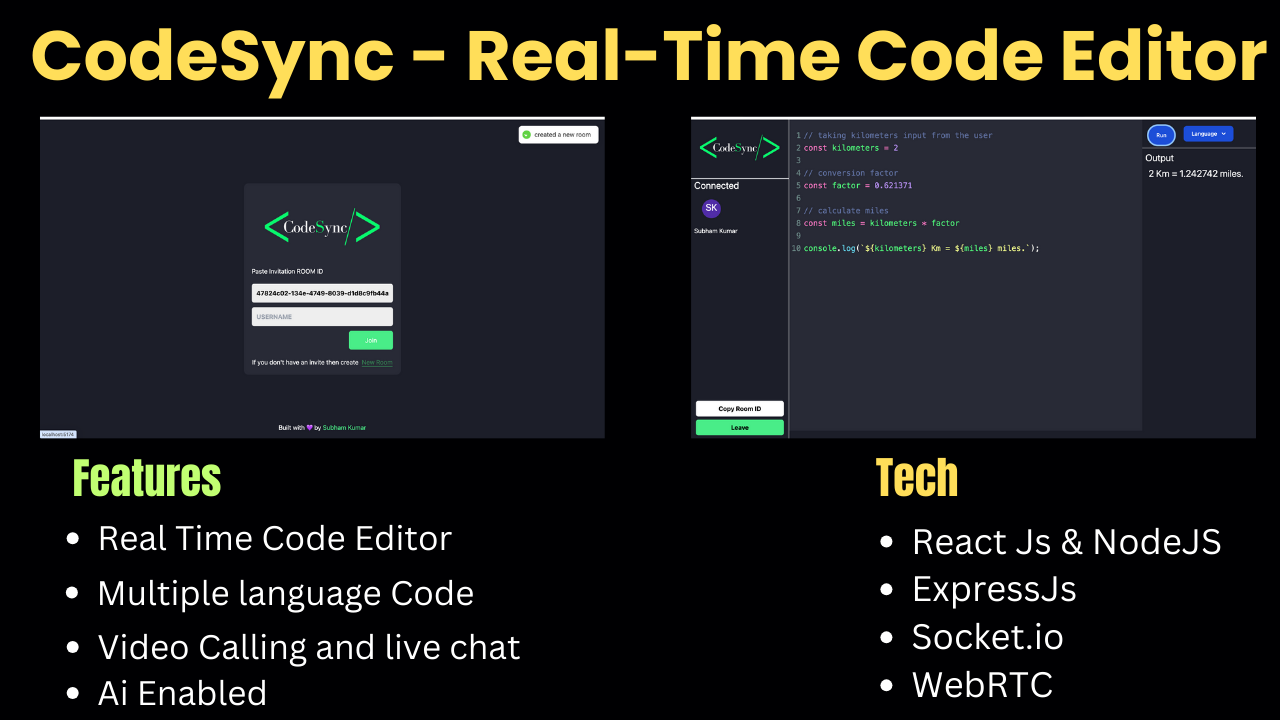 CodeSync - Real-Time Code Editor
created a new room
<CodeSync/>
Paste Invitation ROOM ID
47824c02-134e-4749-8039-d1d8c9fb44a
USERNAME
Join
If you don't have an invite then create New Room
Built with 💜 by Subham Kumar
localhost:5174
<CodeSync/>
Connected
SK
Subham Kumar
Copy Room ID
Leave
1 // taking kilometers input from the user
2 const kilometers = 2
3
4 // conversion factor
5 const factor = 0.621371
6
7 // calculate miles
8 const miles = kilometers * factor
9
10 console.log(`${kilometers} Km = ${miles} miles.`);
Run
Language
Output
2 Km = 1.242742 miles.
Features
• Real Time Code Editor
• Multiple language Code
• Video Calling and live chat
• Ai Enabled
Tech
• React Js & NodeJS
• ExpressJs
• Socket.io
• WebRTC